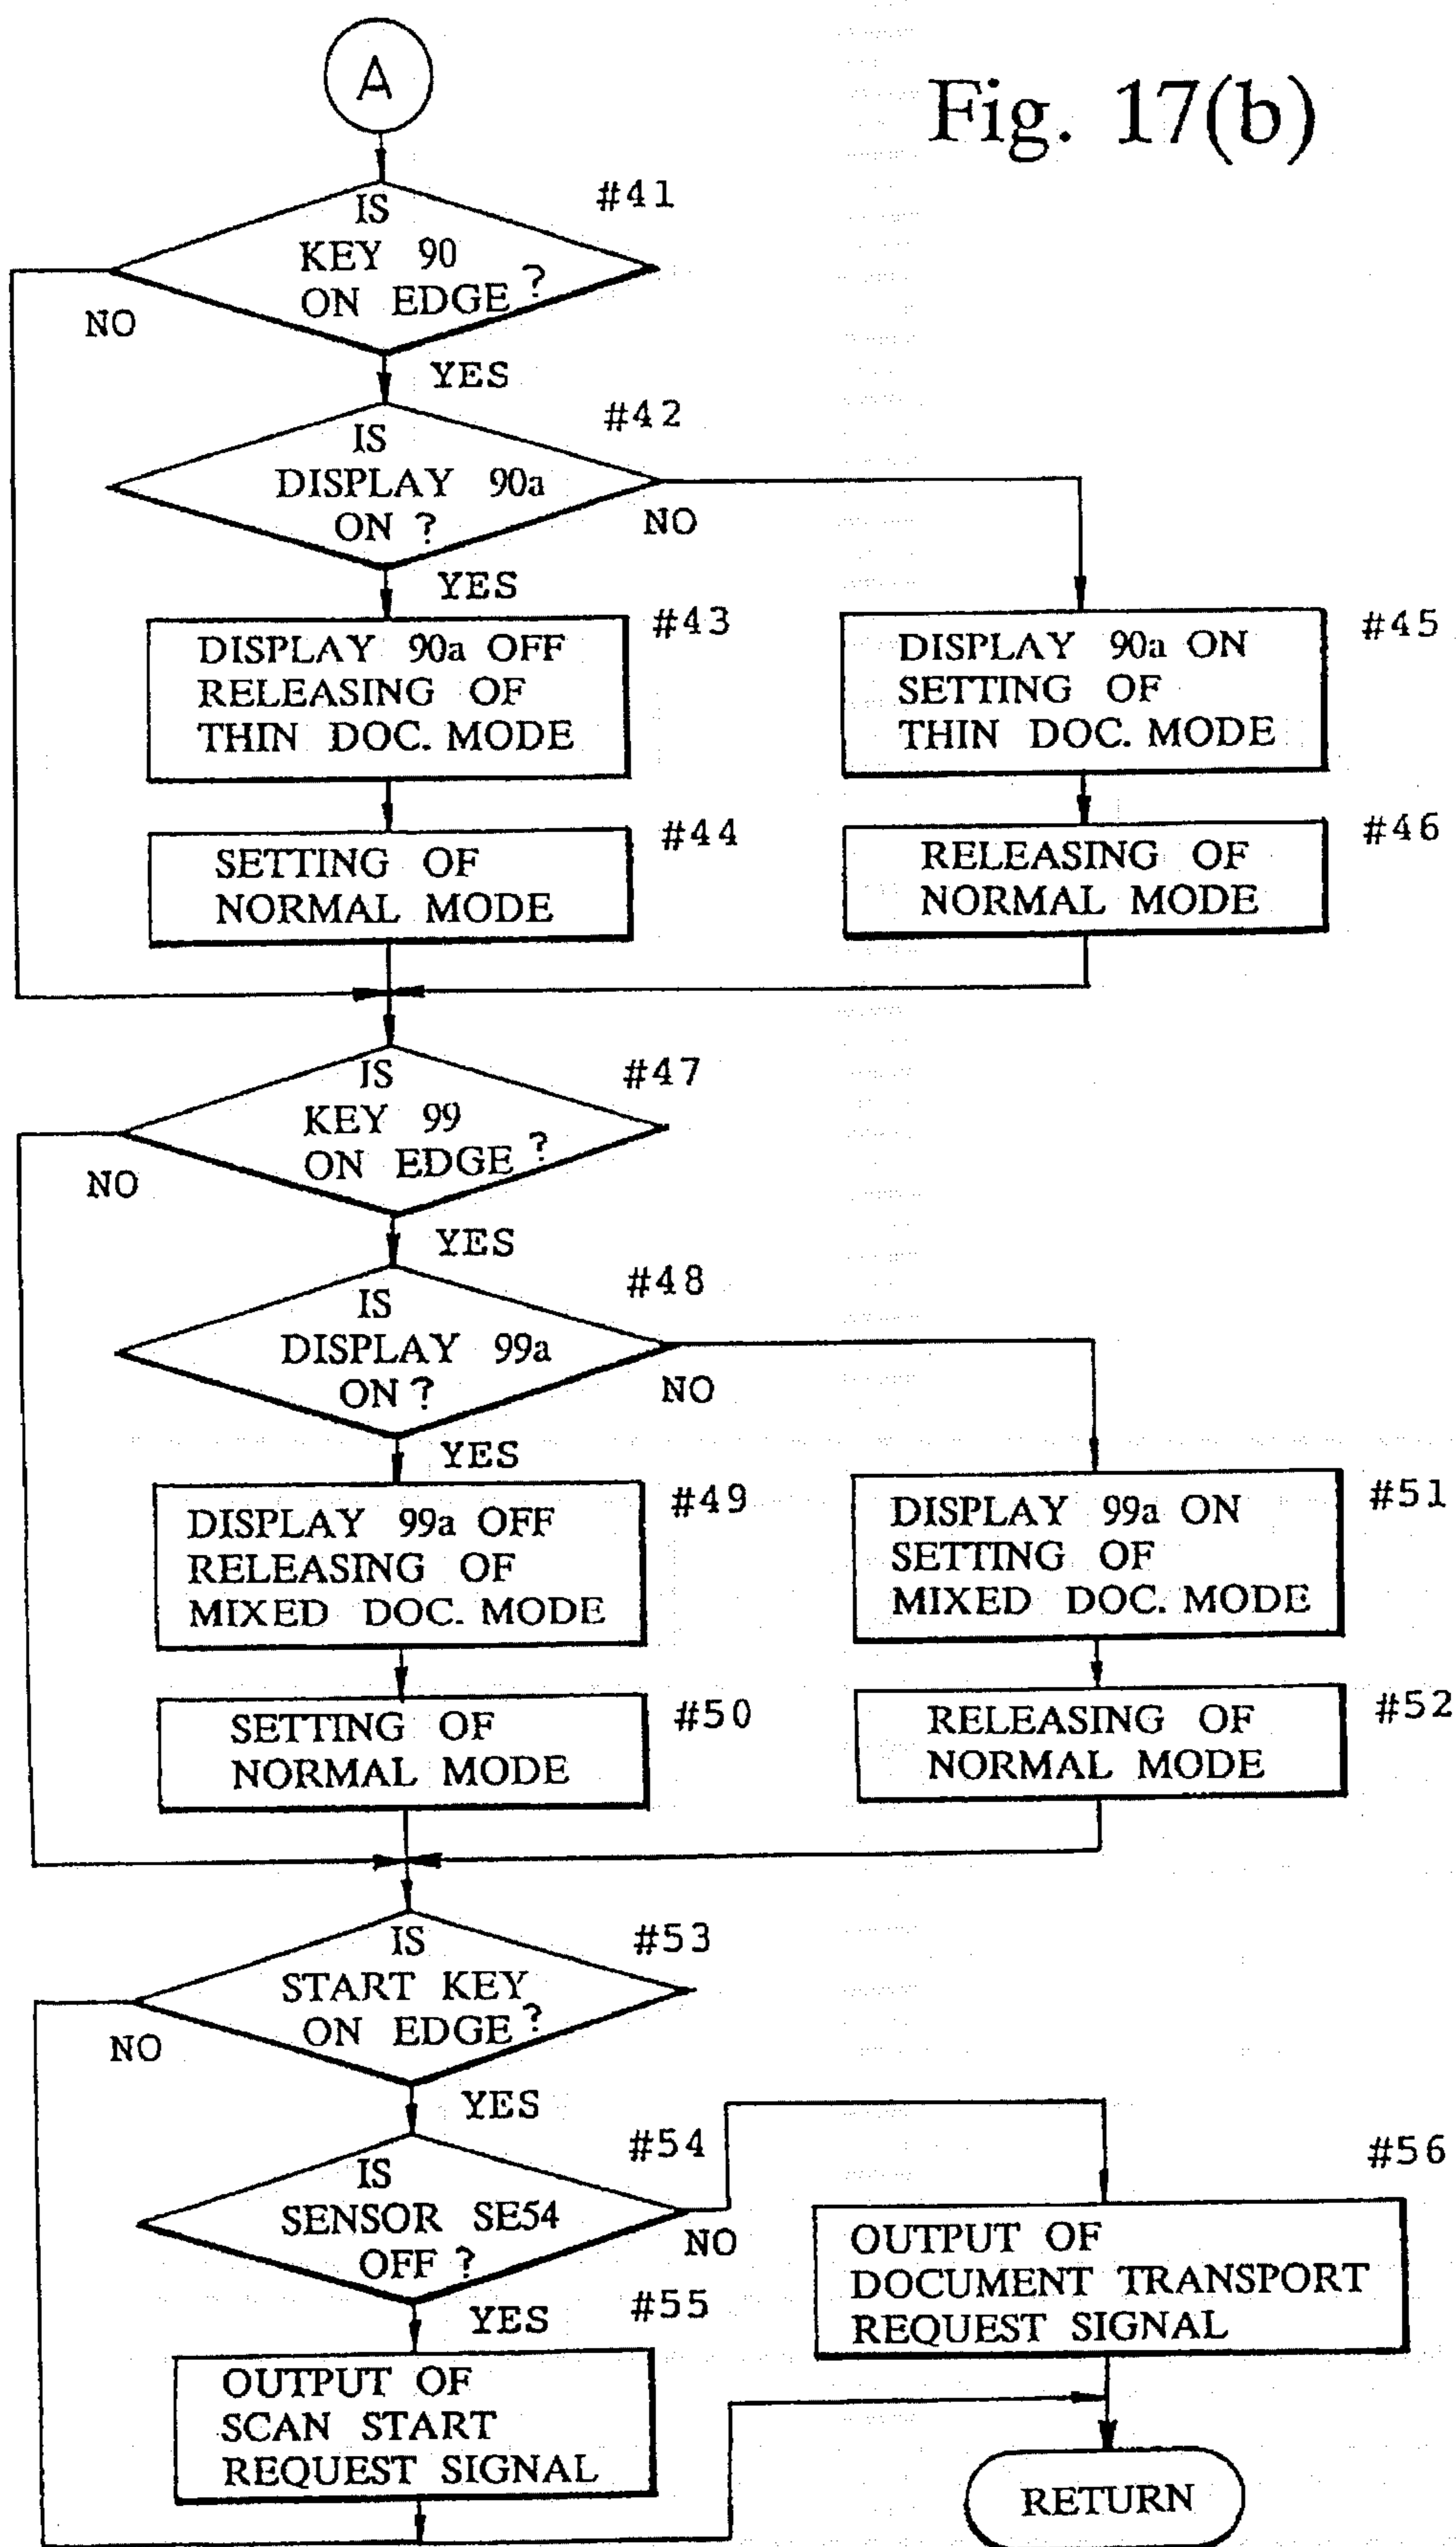 A
Fig. 17(b)
#41
IS
KEY 90
ON EDGE?
NO
YES
#42
IS
DISPLAY 90a
ON ?
NO
YES
#43
DISPLAY 90a OFF
RELEASING OF
THIN DOC. MODE
#45
DISPLAY 90a ON
SETTING OF
THIN DOC. MODE
#44
SETTING OF
NORMAL MODE
#46
RELEASING OF
NORMAL MODE
#47
IS
KEY 99
ON EDGE?
NO
YES
#48
IS
DISPLAY 99a
ON ?
NO
YES
#49
DISPLAY 99a OFF
RELEASING OF
MIXED DOC. MODE
#51
DISPLAY 99a ON
SETTING OF
MIXED DOC. MODE
#50
SETTING OF
NORMAL MODE
#52
RELEASING OF
NORMAL MODE
#53
IS
START KEY
ON EDGE?
NO
YES
#54
IS
SENSOR SE54
OFF ?
NO
YES
#56
OUTPUT OF
DOCUMENT TRANSPORT
REQUEST SIGNAL
#55
OUTPUT OF
SCAN START
REQUEST SIGNAL
RETURN